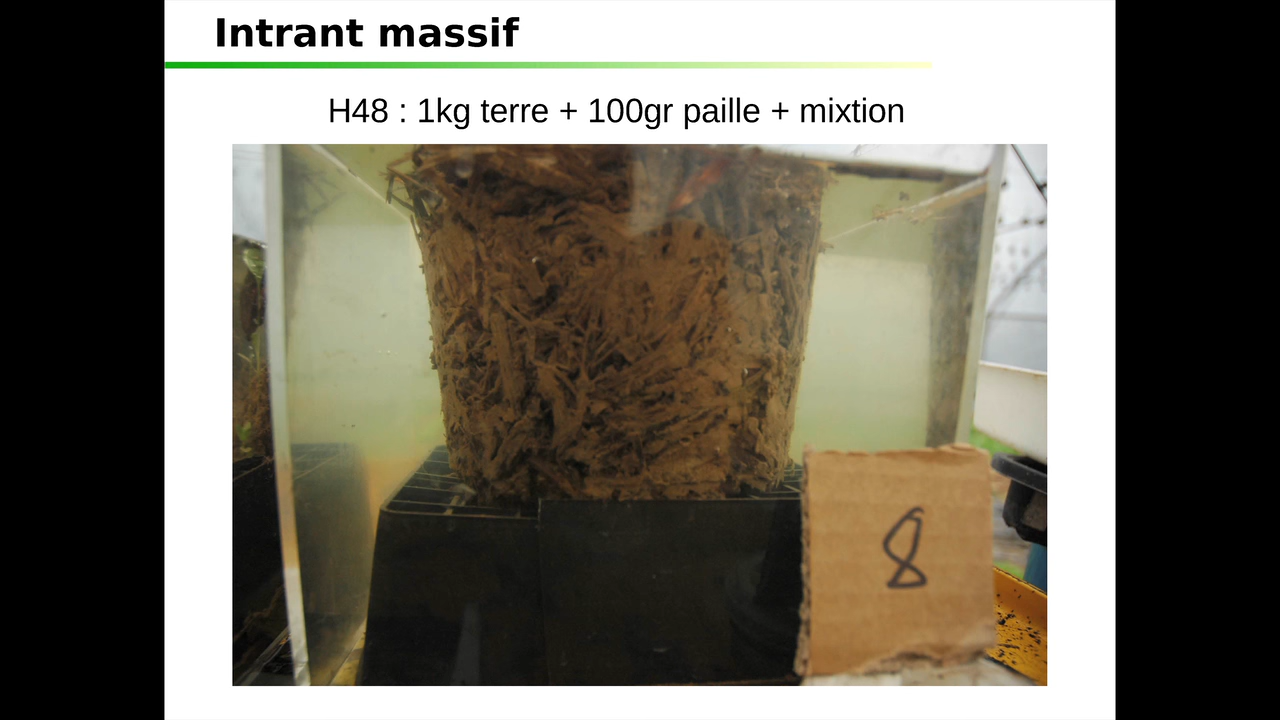 Intrant massif
H48 : 1kg terre + 100gr paille + mixtion
8